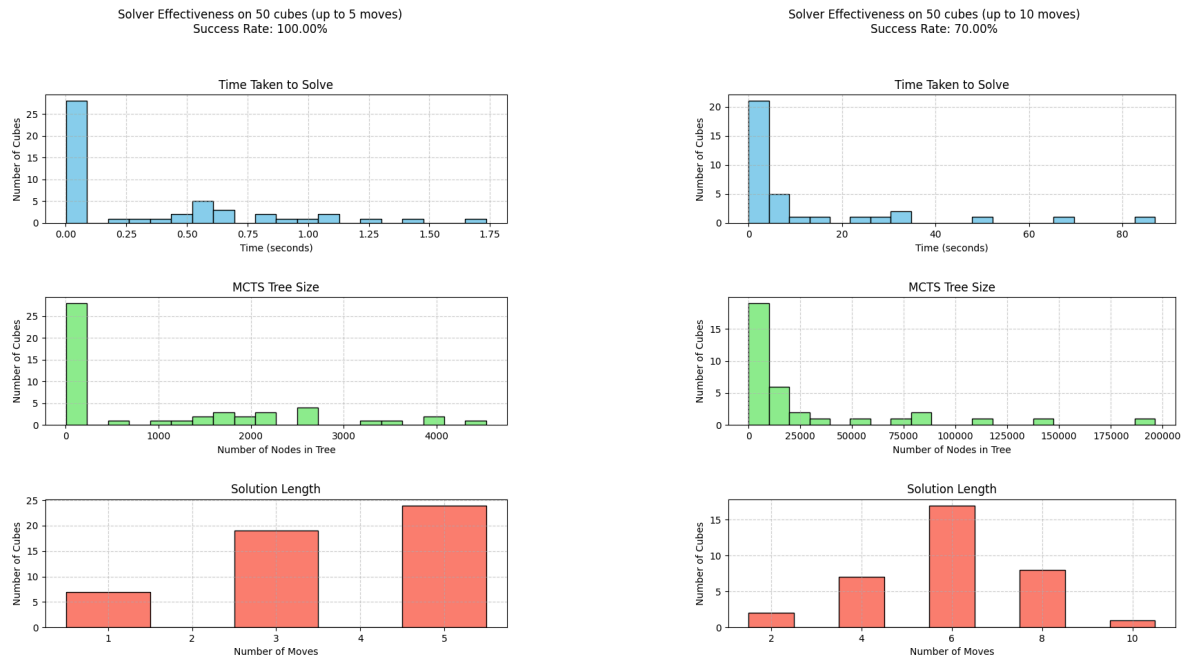 Solver Effectiveness on 50 cubes (up to 5 moves)
Success Rate: 100.00%
Time Taken to Solve
Number of Cubes
25
20
15
10
5
0
0.00 0.25 0.50 0.75 1.00 1.25 1.50 1.75
Time (seconds)
MCTS Tree Size
Number of Cubes
25
20
15
10
5
0
0 1000 2000 3000 4000
Number of Nodes in Tree
Solution Length
Number of Cubes
25
20
15
10
5
0
1 2 3 4 5
Number of Moves
Solver Effectiveness on 50 cubes (up to 10 moves)
Success Rate: 70.00%
Time Taken to Solve
Number of Cubes
20
15
10
5
0
0 20 40 60 80
Time (seconds)
MCTS Tree Size
Number of Cubes
15
10
5
0
0 25000 50000 75000 100000 125000 150000 175000 200000
Number of Nodes in Tree
Solution Length
Number of Cubes
15
10
5
0
2 4 6 8 10
Number of Moves